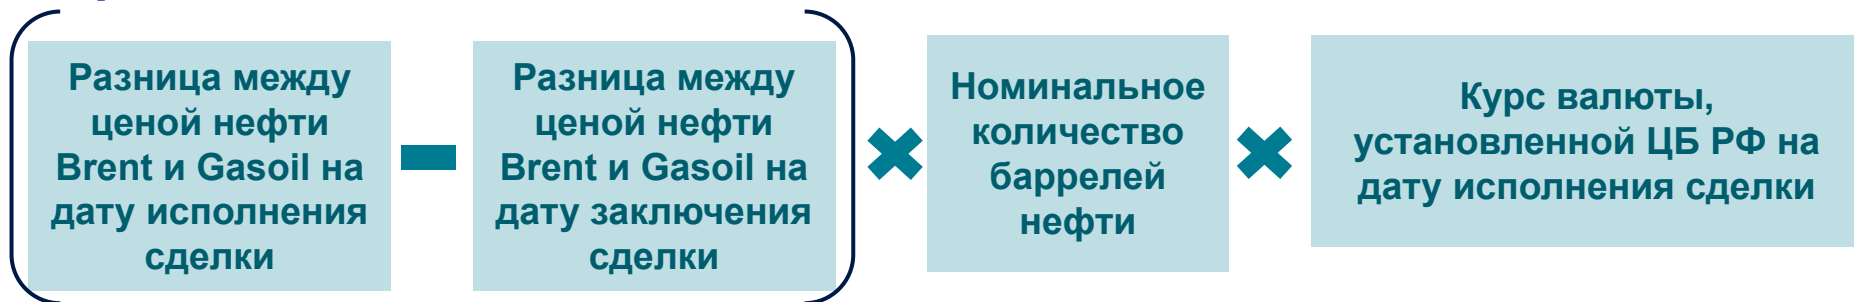 Разница между
ценой нефти
Brent и Gasoil на
дату исполнения
сделки
Разница между
ценой нефти
Brent и Gasoil на
дату заключения
сделки
Номинальное
количество
баррелей
нефти
Курс валюты,
установленной ЦБ РФ на
дату исполнения сделки